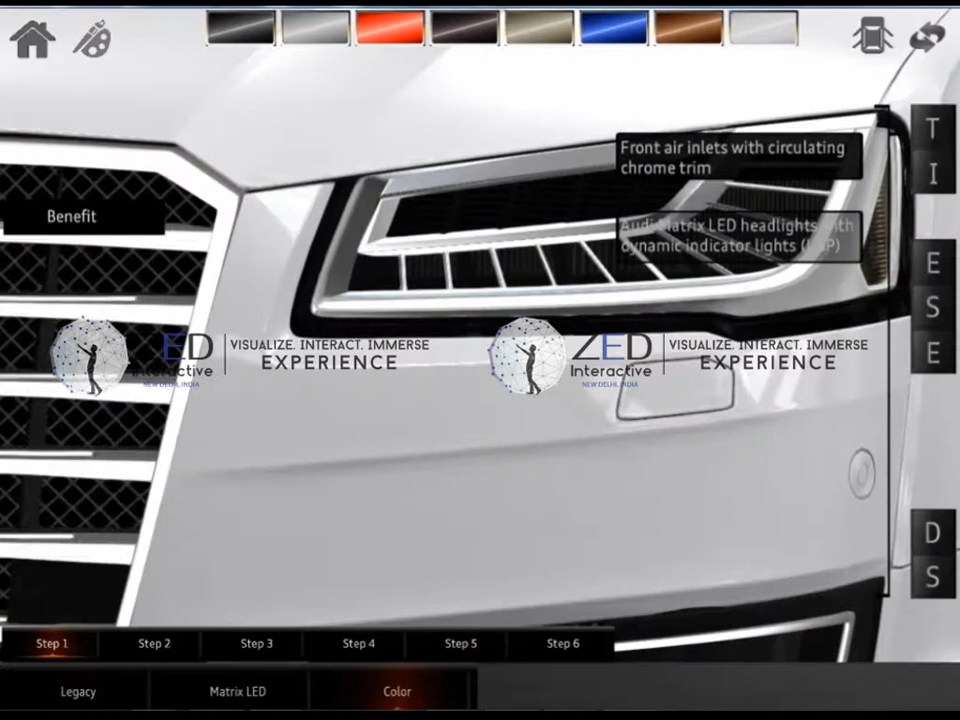 Front air inlets with circulating
chrome trim
T
I
Benefit
Audi Matrix LED headlights with
E
S
E
ED
Interactive
NEW DELHI, INDIA
VISUALIZE. INTERACT. IMMERSE
EXPERIENCE
ZED
Interactive
NEW DELHI, INDIA
VISUALIZE. INTERACT. IMMERSE
EXPERIENCE
dynamic indicator lights
D
S
Step 1
Step 2
Step 3
Step 4
Step 5
Step 6
Legacy
Matrix LED
Color